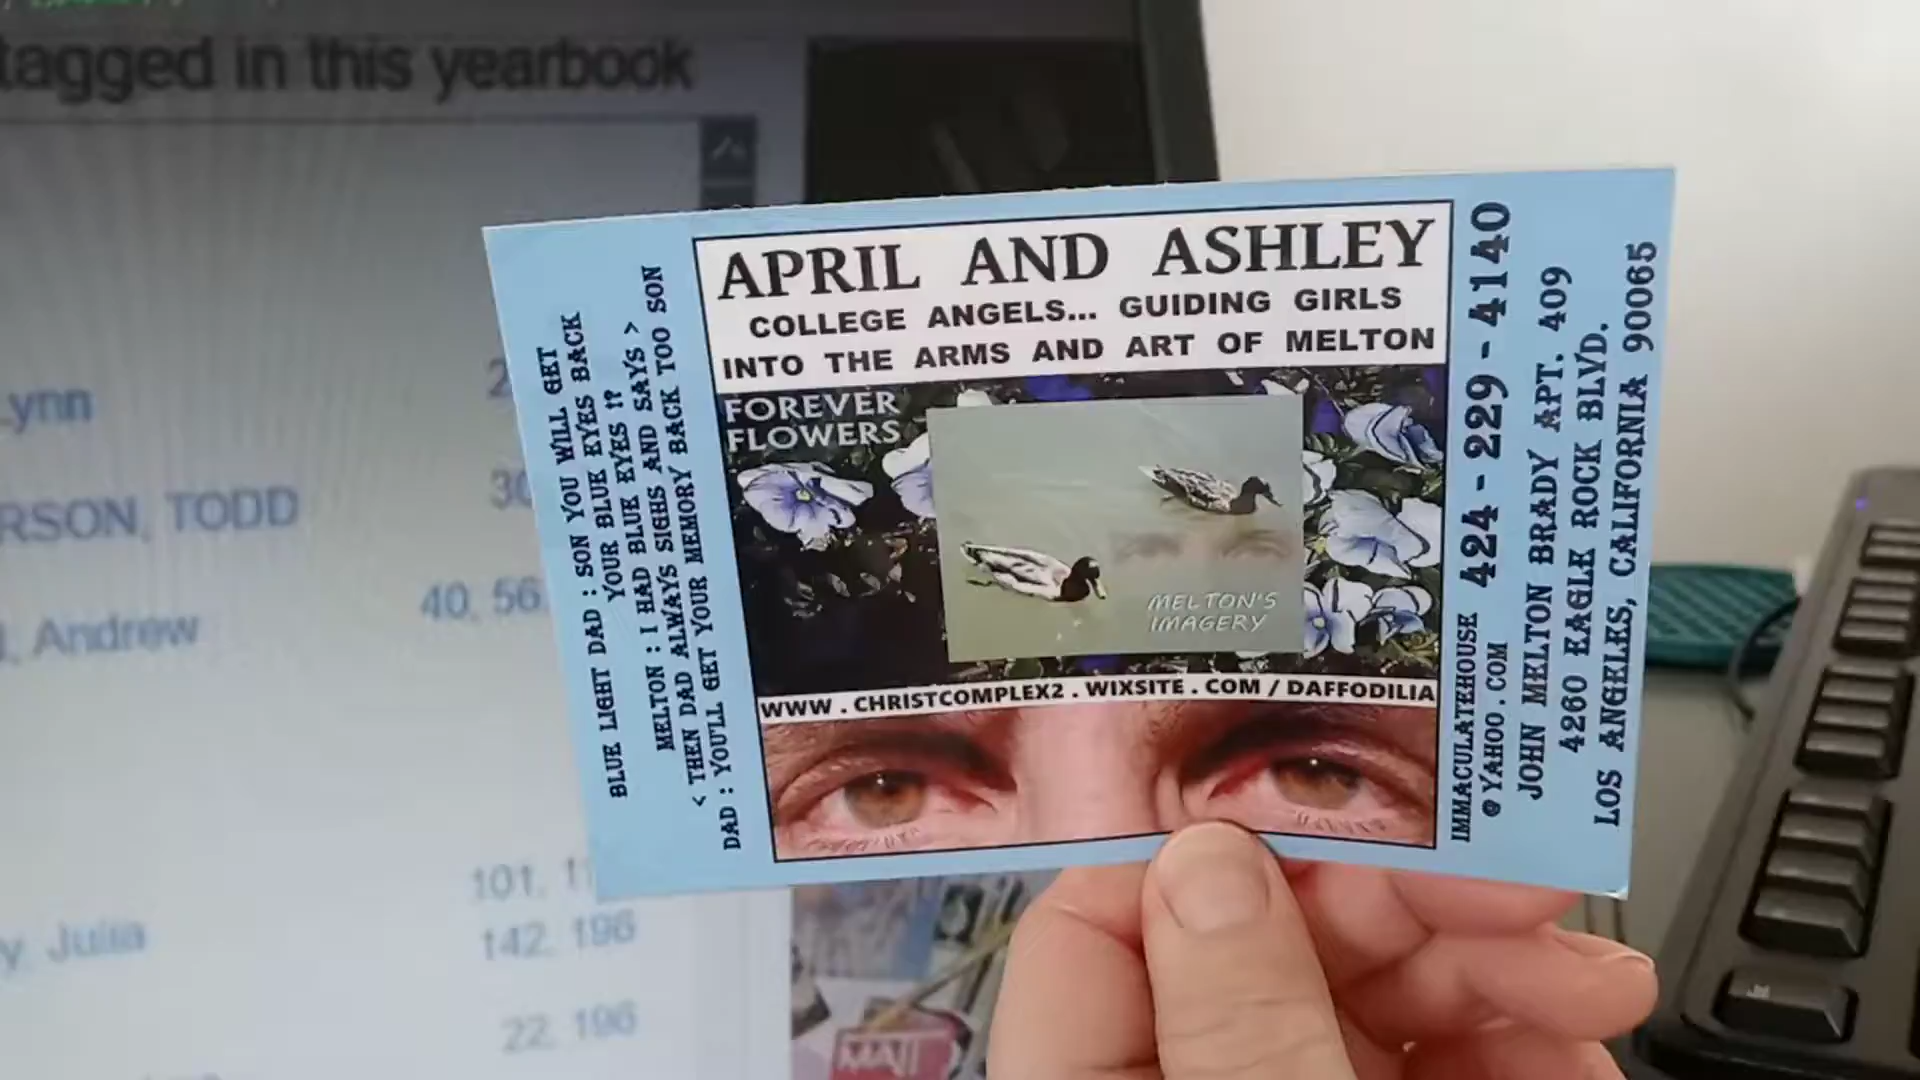 tagged in this yearbook
Lynn
RSON, TODD
Andrew
40, 56
Julia
142, 196
22, 196
BLUE LIGHT DAD : SON YOU WILL GET
YOUR BLUE EYES BACK
MELTON : I HAD BLUE EYES !?
< THEN DAD ALWAYS SIGHS AND SAYS >
DAD : YOU'LL GET YOUR MEMORY BACK TOO SON
APRIL AND ASHLEY
COLLEGE ANGELS... GUIDING GIRLS
INTO THE ARMS AND ART OF MELTON
FOREVER
FLOWERS
MELTON'S
IMAGERY
WWW . CHRISTCOMPLEX2 . WIXSITE . COM / DAFFODILIA
IMMACULATEHOUSE 424 - 229 - 4140
@YAHOO . COM
JOHN MELTON BRADY APT. 409
4260 EAGLE ROCK BLVD.
LOS ANGELES, CALIFORNIA 90065